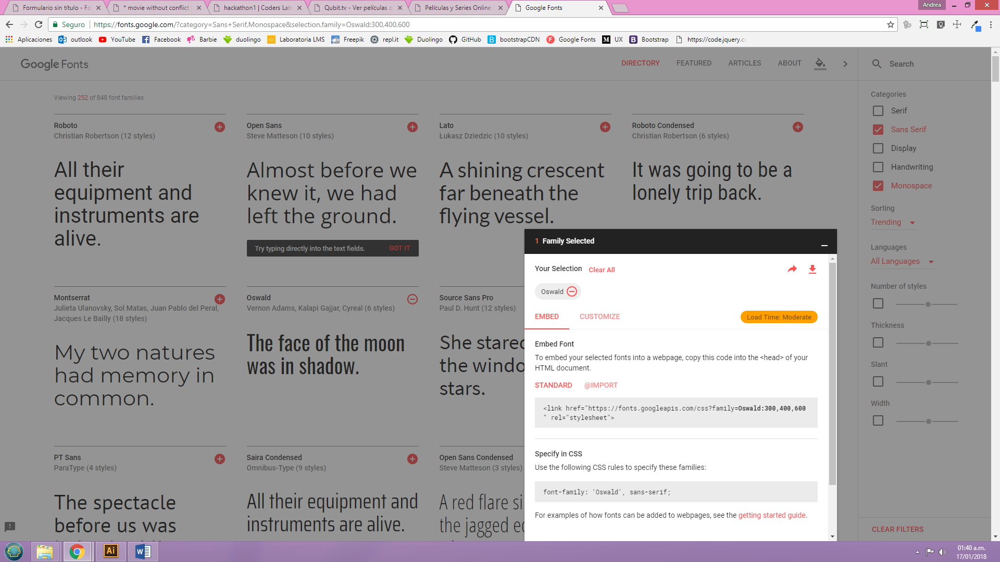 Formulario sin título - Fo
* movie without conflict
hackathon1 | Coders Lab
Qubit.tv - Ver películas o
Películas y Series Online
Google Fonts
Andrea
Seguro
https://fonts.google.com/?category=Sans+Serif,Monospace&selection.family=Oswald:300,400,600
Aplicaciones
outlook
YouTube
Facebook
Barbie
duolingo
Laboratoria LMS
Freepik
repl.it
Duolingo
GitHub
bootstrapCDN
Google Fonts
UX
Bootstrap
https://code.jquery.c
Google Fonts
DIRECTORY
FEATURED
ARTICLES
ABOUT
Search
Viewing 252 of 848 font families
Roboto
Christian Robertson (12 styles)
All their
equipment and
instruments are
alive.
Open Sans
Steve Matteson (10 styles)
Almost before we
knew it, we had
left the ground.
Try typing directly into the text fields.
GOT IT
Lato
Łukasz Dziedzic (10 styles)
A shining crescent
far beneath the
flying vessel.
Roboto Condensed
Christian Robertson (6 styles)
It was going to be a
lonely trip back.
Montserrat
Julieta Ulanovsky, Sol Matas, Juan Pablo del Peral,
Jacques Le Bailly (18 styles)
My two natures
had memory in
common.
Oswald
Vernon Adams, Kalapi Gajjar, Cyreal (6 styles)
The face of the moon
was in shadow.
Source Sans Pro
Paul D. Hunt (12 styles)
She stared
the windo
stars.
PT Sans
ParaType (4 styles)
The spectacle
before us was
Saira Condensed
Omnibus-Type (9 styles)
All their equipment and
instruments are alive.
Open Sans Condensed
Steve Matteson (3 styles)
A red flare si
the jagged e
1 Family Selected
Your Selection
Clear All
Oswald
EMBED
CUSTOMIZE
Load Time: Moderate
Embed Font
To embed your selected fonts into a webpage, copy this code into the <head> of your
HTML document.
STANDARD
@IMPORT
<link href="https://fonts.googleapis.com/css?family=Oswald:300,400,600
" rel="stylesheet">
Specify in CSS
Use the following CSS rules to specify these families:
font-family: 'Oswald', sans-serif;
For examples of how fonts can be added to webpages, see the getting started guide.
Categories
Serif
Sans Serif
Display
Handwriting
Monospace
Sorting
Trending
Languages
All Languages
Number of styles
Thickness
Slant
Width
CLEAR FILTERS
Ai
01:40 a.m.
17/01/2018